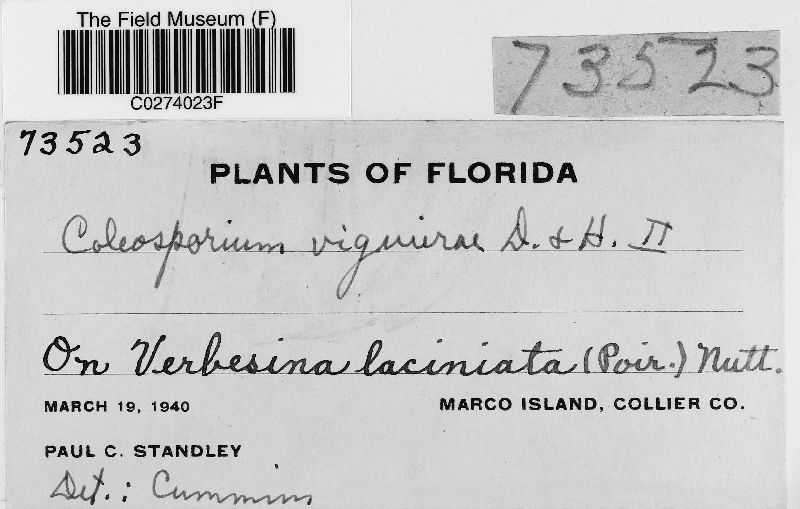 The Field Museum (F)
C0274023F
73523
73523
PLANTS OF FLORIDA
Coleosporium viguierae D. & H. II
On Verbesina laciniata (Poir.) Nutt.
MARCH 19, 1940 MARCO ISLAND, COLLIER CO.
PAUL C. STANDLEY
Det.: Cummins